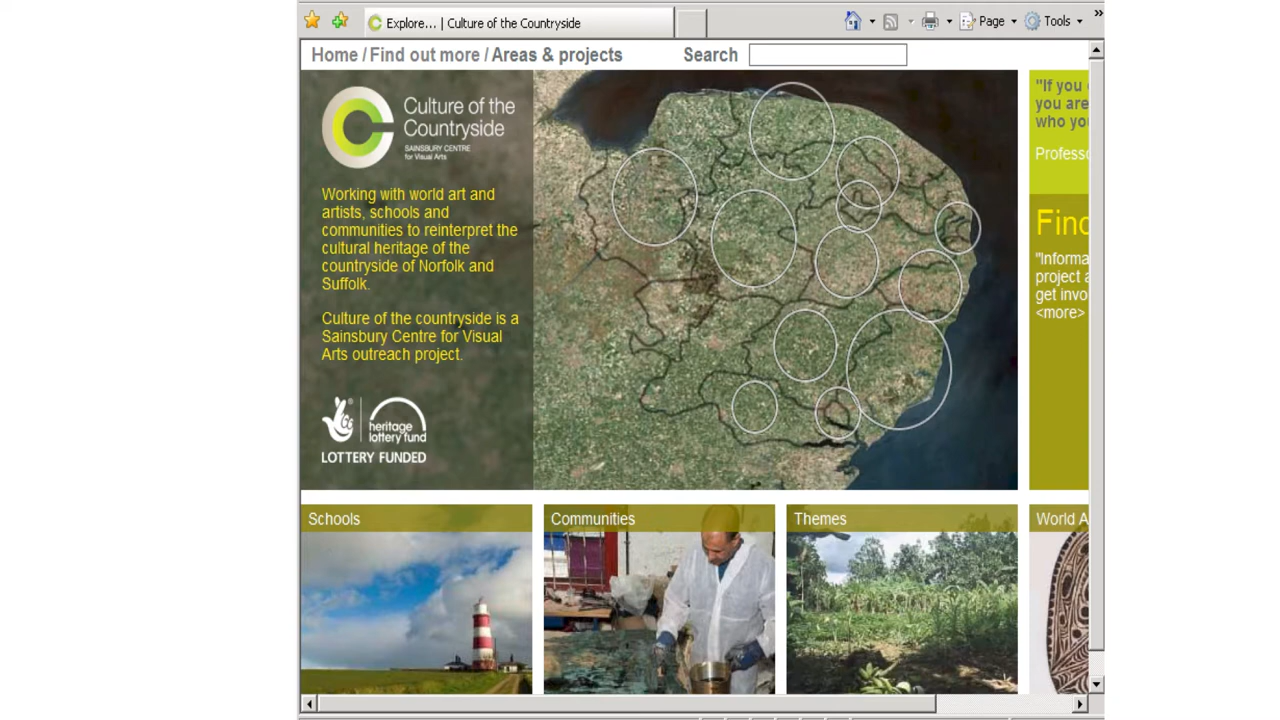 Explore... | Culture of the Countryside
Page
Tools
»
Home / Find out more / Areas & projects
Search
Culture of the
Countryside
SAINSBURY CENTRE
for Visual Arts
Working with world art and
artists, schools and
communities to reinterpret the
cultural heritage of the
countryside of Norfolk and
Suffolk.
Culture of the countryside is a
Sainsbury Centre for Visual
Arts outreach project.
heritage
lottery fund
LOTTERY FUNDED
"If you
you are
who
Find
"Informa
project
get invo
<more>
Schools
Communities
Themes
World A